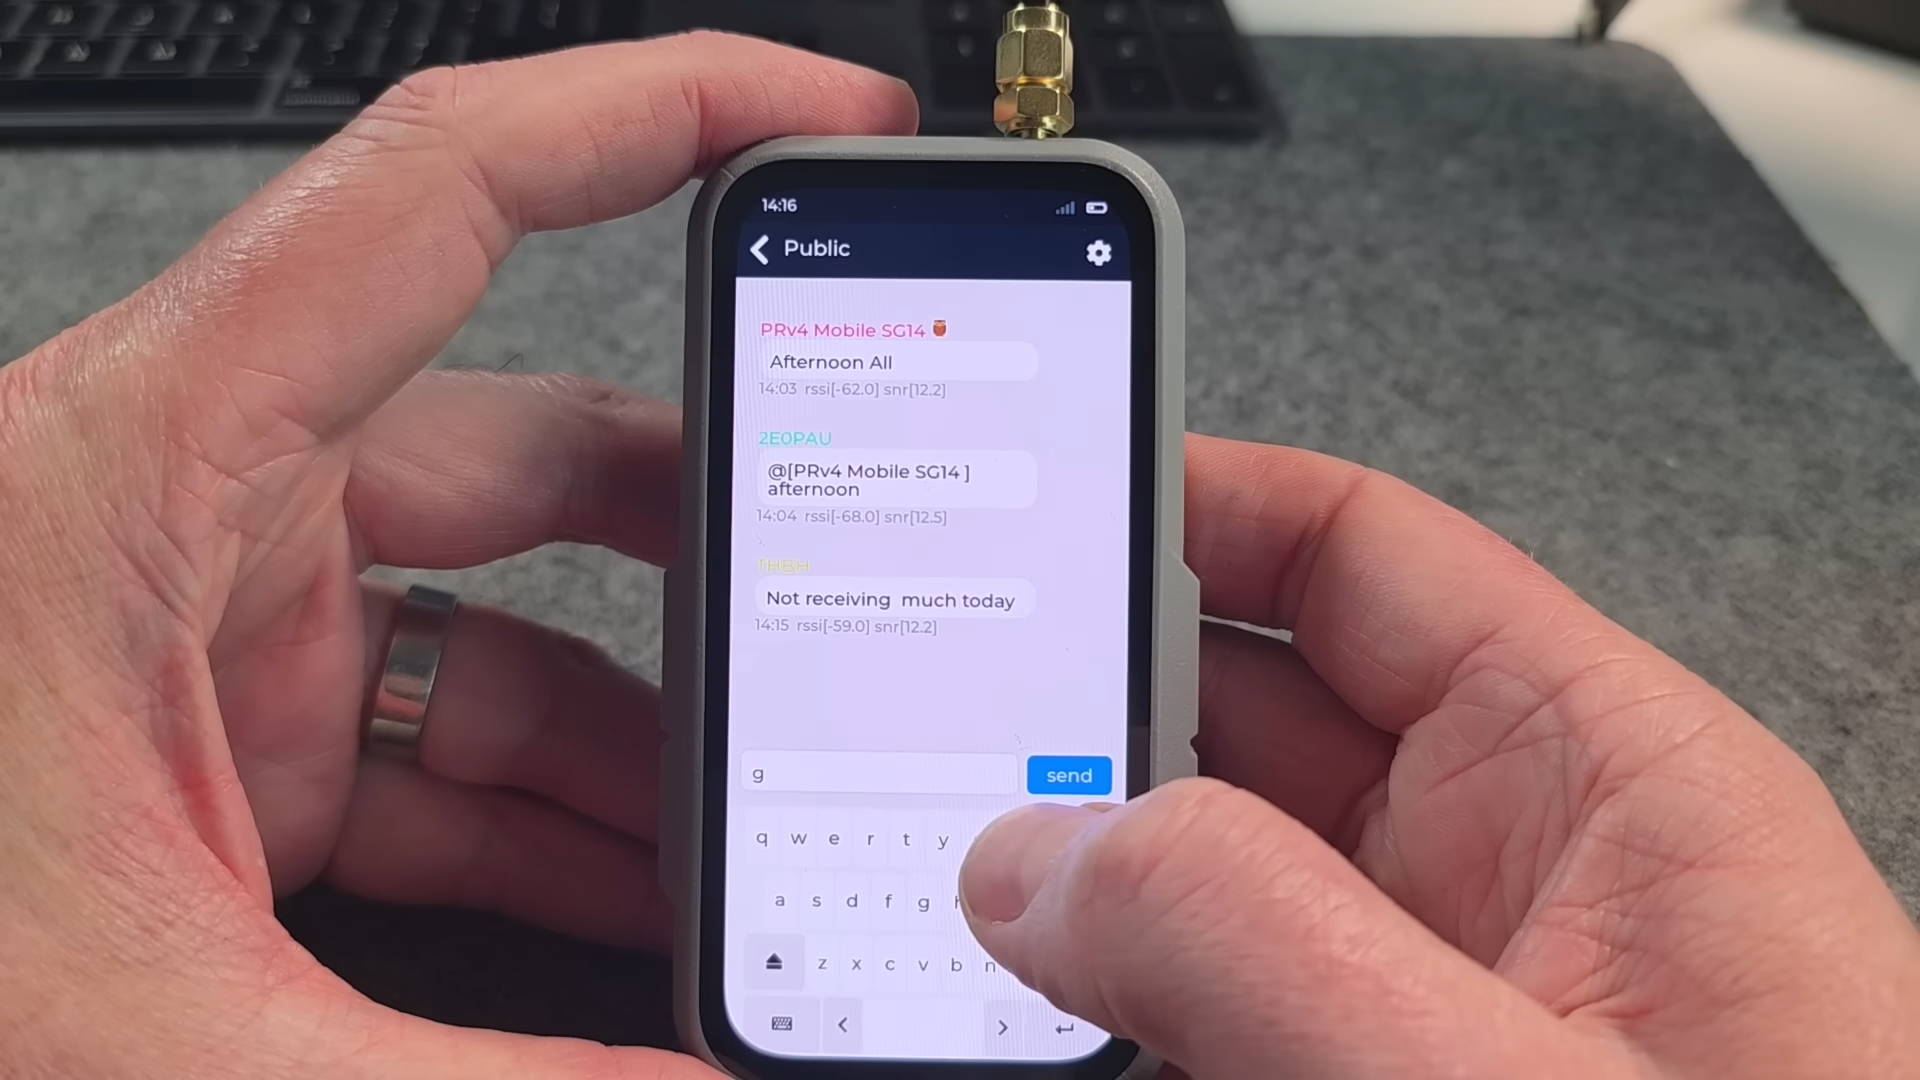 14:16
Public
PRv4 Mobile SG14
Afternoon All
14:03 rssi[-62.0] snr[12.2]
2E0PAU
@[PRv4 Mobile SG14 ]
afternoon
14:04 rssi[-68.0] snr[12.5]
THBH
Not receiving  much today
14:15 rssi[-59.0] snr[12.2]
g
send
q w e r t y
a s d f g
z x c v b n